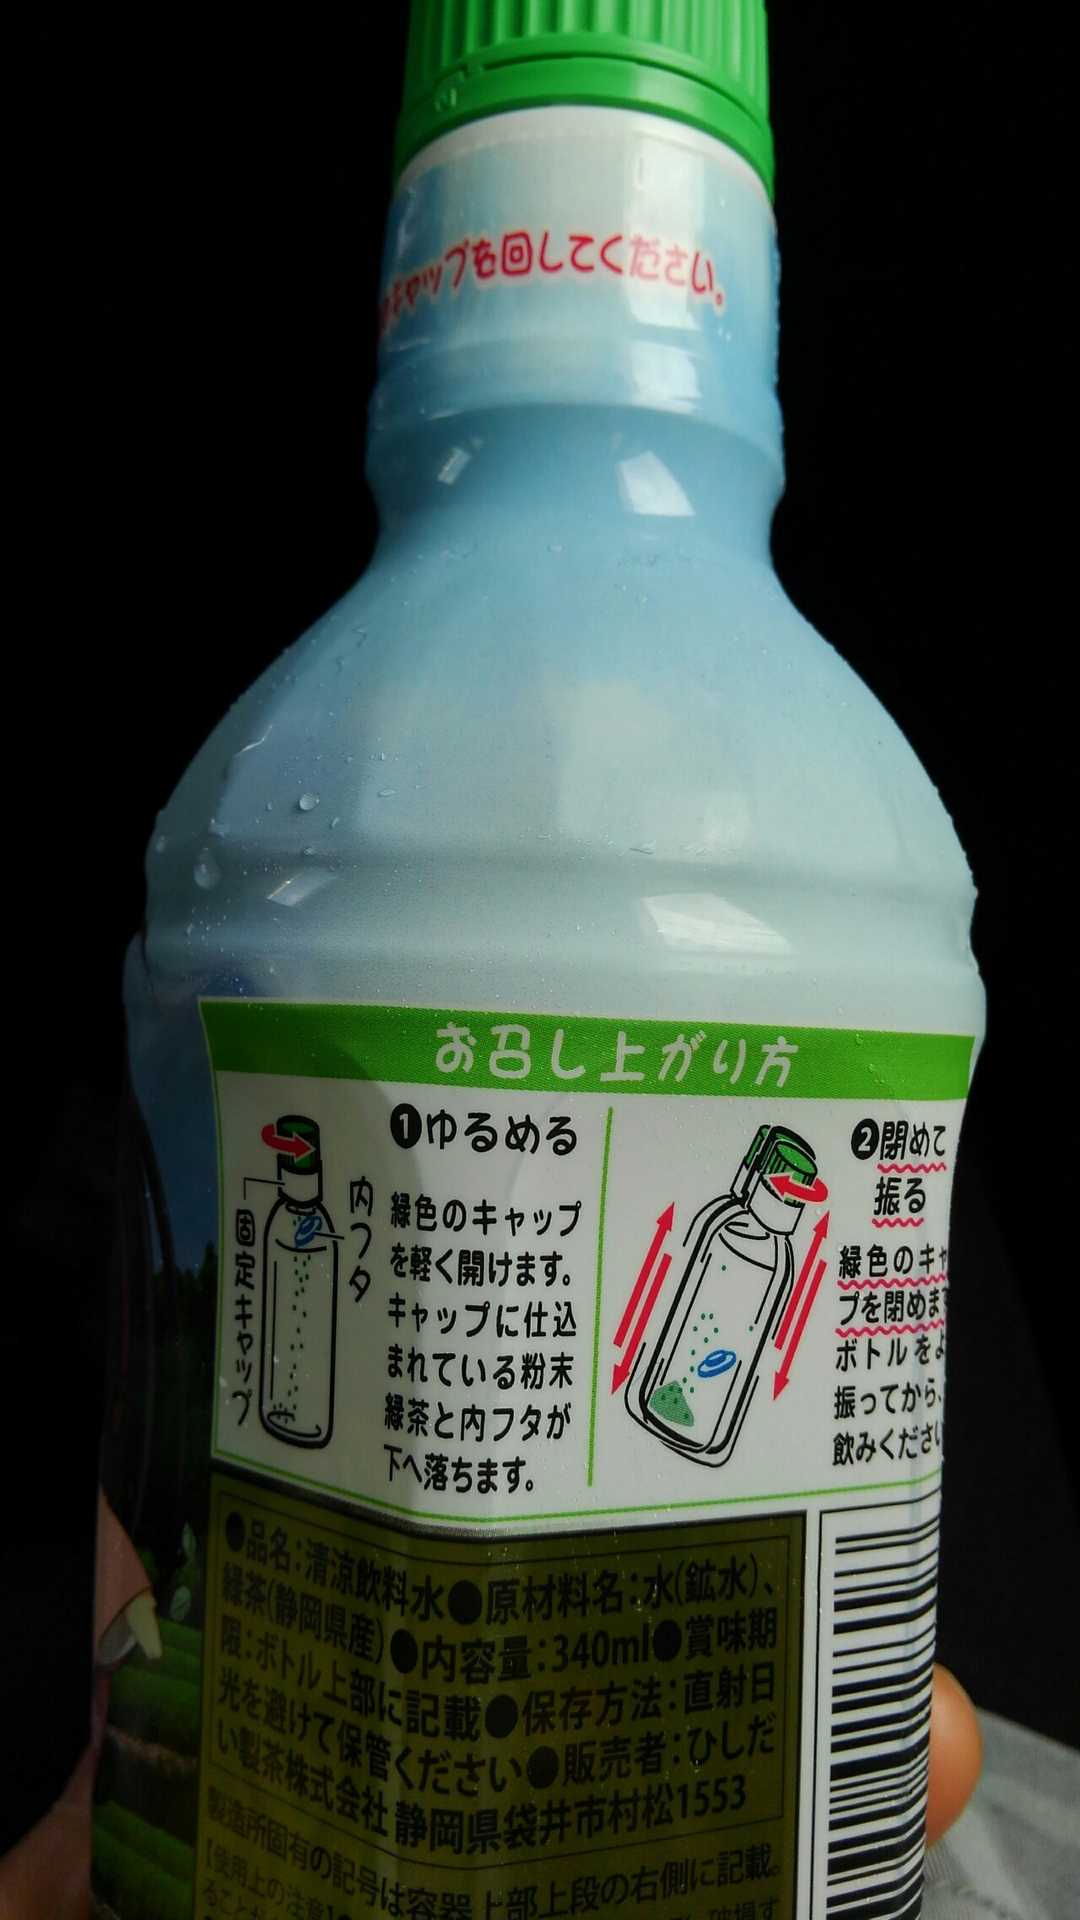 キャップを回してください。
お召し上がり方
❶ゆるめる
内フタ
固定キャップ
緑色のキャップ
を軽く開けます。
キャップに仕込
まれている粉末
緑茶と内フタが
下へ落ちます。
❷閉めて
振る
緑色のキャ
プを閉めます
ボトルをよ
振ってから、
飲みくださ
●品名:清涼飲料水●原材料名:水(鉱水)、
緑茶(静岡県産)●内容量:340ml●賞味期
限:ボトル上部に記載●保存方法:直射日
光を避けて保管ください●販売者:ひしだ
い製茶株式会社 静岡県袋井市村松1553
製造所固有の記号は容器上部上段の右側に記載。
【使用上の注意】